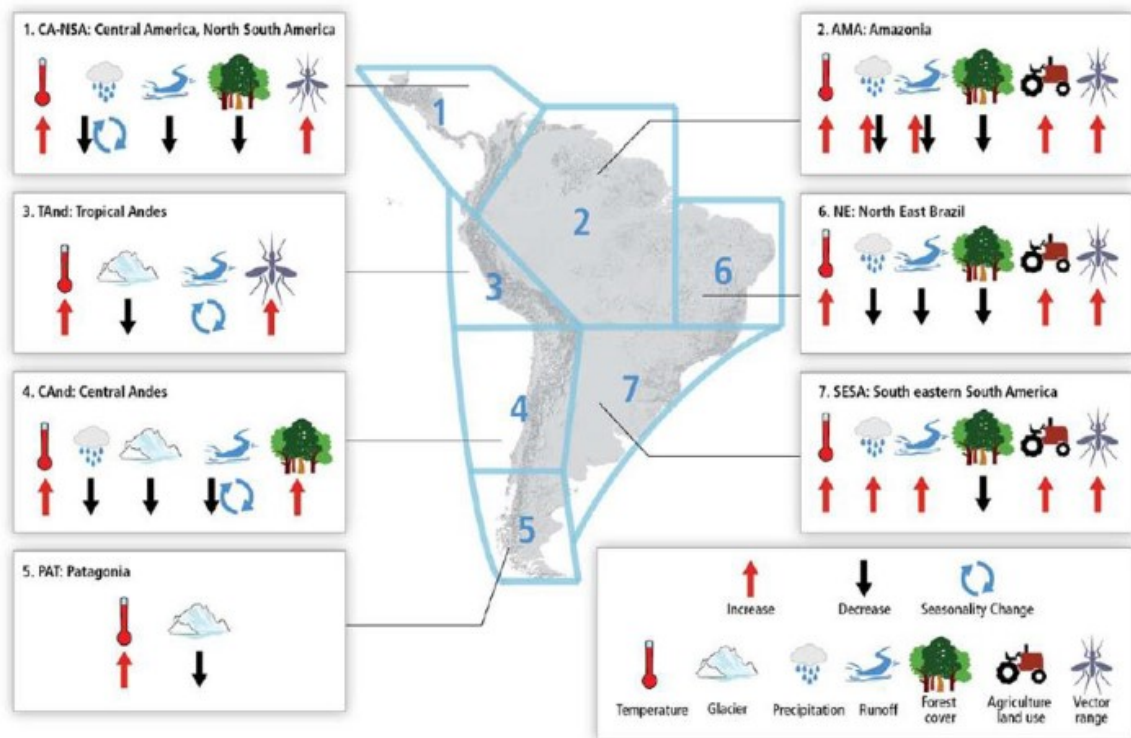 1. CA-NSA: Central America, North South America
2. AMA: Amazonia
3. TAnd: Tropical Andes
6. NE: North East Brazil
4. CAnd: Central Andes
7. SESA: South eastern South America
5. PAT: Patagonia
1
2
3
6
4
7
5
Increase
Decrease
Seasonality Change
Temperature
Glacier
Precipitation
Runoff
Forest
cover
Agriculture
land use
Vector
range